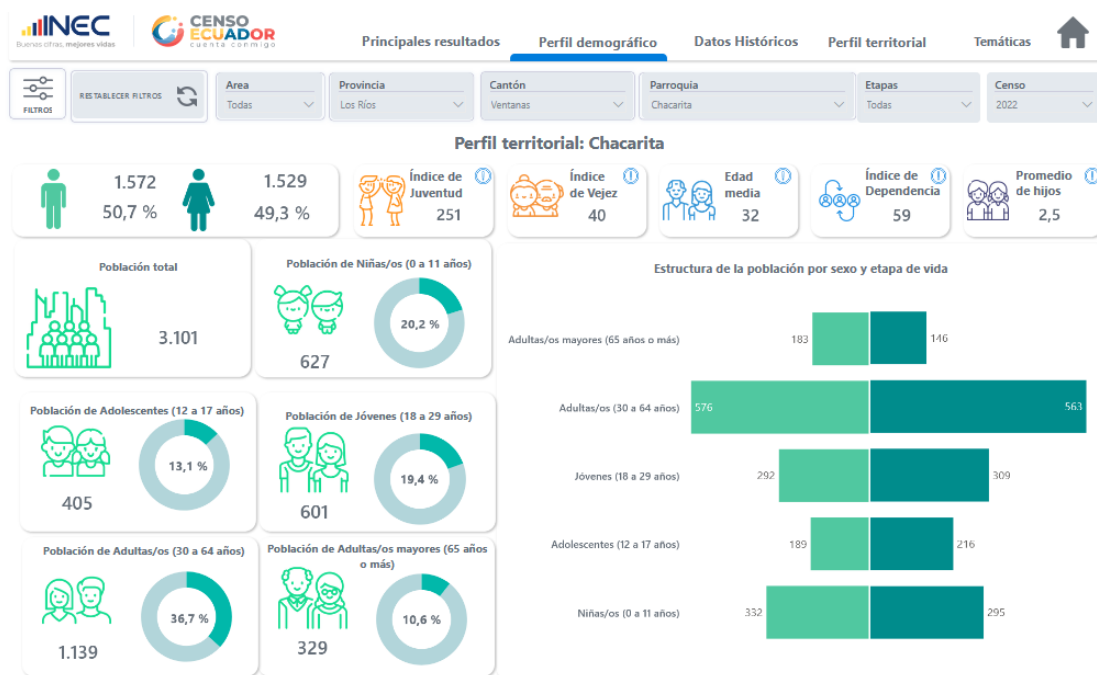 INEC
Buenas cifras, mejores vidas
CENSO
ECUADOR
cuenta conmigo
Principales resultados
Perfil demográfico
Datos Históricos
Perfil territorial
Temáticas
FILTROS
RESTABLECER FILTROS
Area
Todas
Provincia
Los Ríos
Cantón
Ventanas
Parroquia
Chacarita
Etapas
Todas
Censo
2022
Perfil territorial: Chacarita
1.572
50,7 %
1.529
49,3 %
Índice de
Juventud
251
Índice
de Vejez
40
Edad
media
32
Índice de
Dependencia
59
Promedio
de hijos
2,5
Población total
3.101
Población de Niñas/os (0 a 11 años)
627
20,2 %
Población de Adolescentes (12 a 17 años)
405
13,1 %
Población de Jóvenes (18 a 29 años)
601
19,4 %
Población de Adultas/os (30 a 64 años)
1.139
36,7 %
Población de Adultas/os mayores (65 años
o más)
329
10,6 %
Estructura de la población por sexo y etapa de vida
Adultas/os mayores (65 años o más) 183 146
Adultas/os (30 a 64 años) 576 563
Jóvenes (18 a 29 años) 292 309
Adolescentes (12 a 17 años) 189 216
Niñas/os (0 a 11 años) 332 295